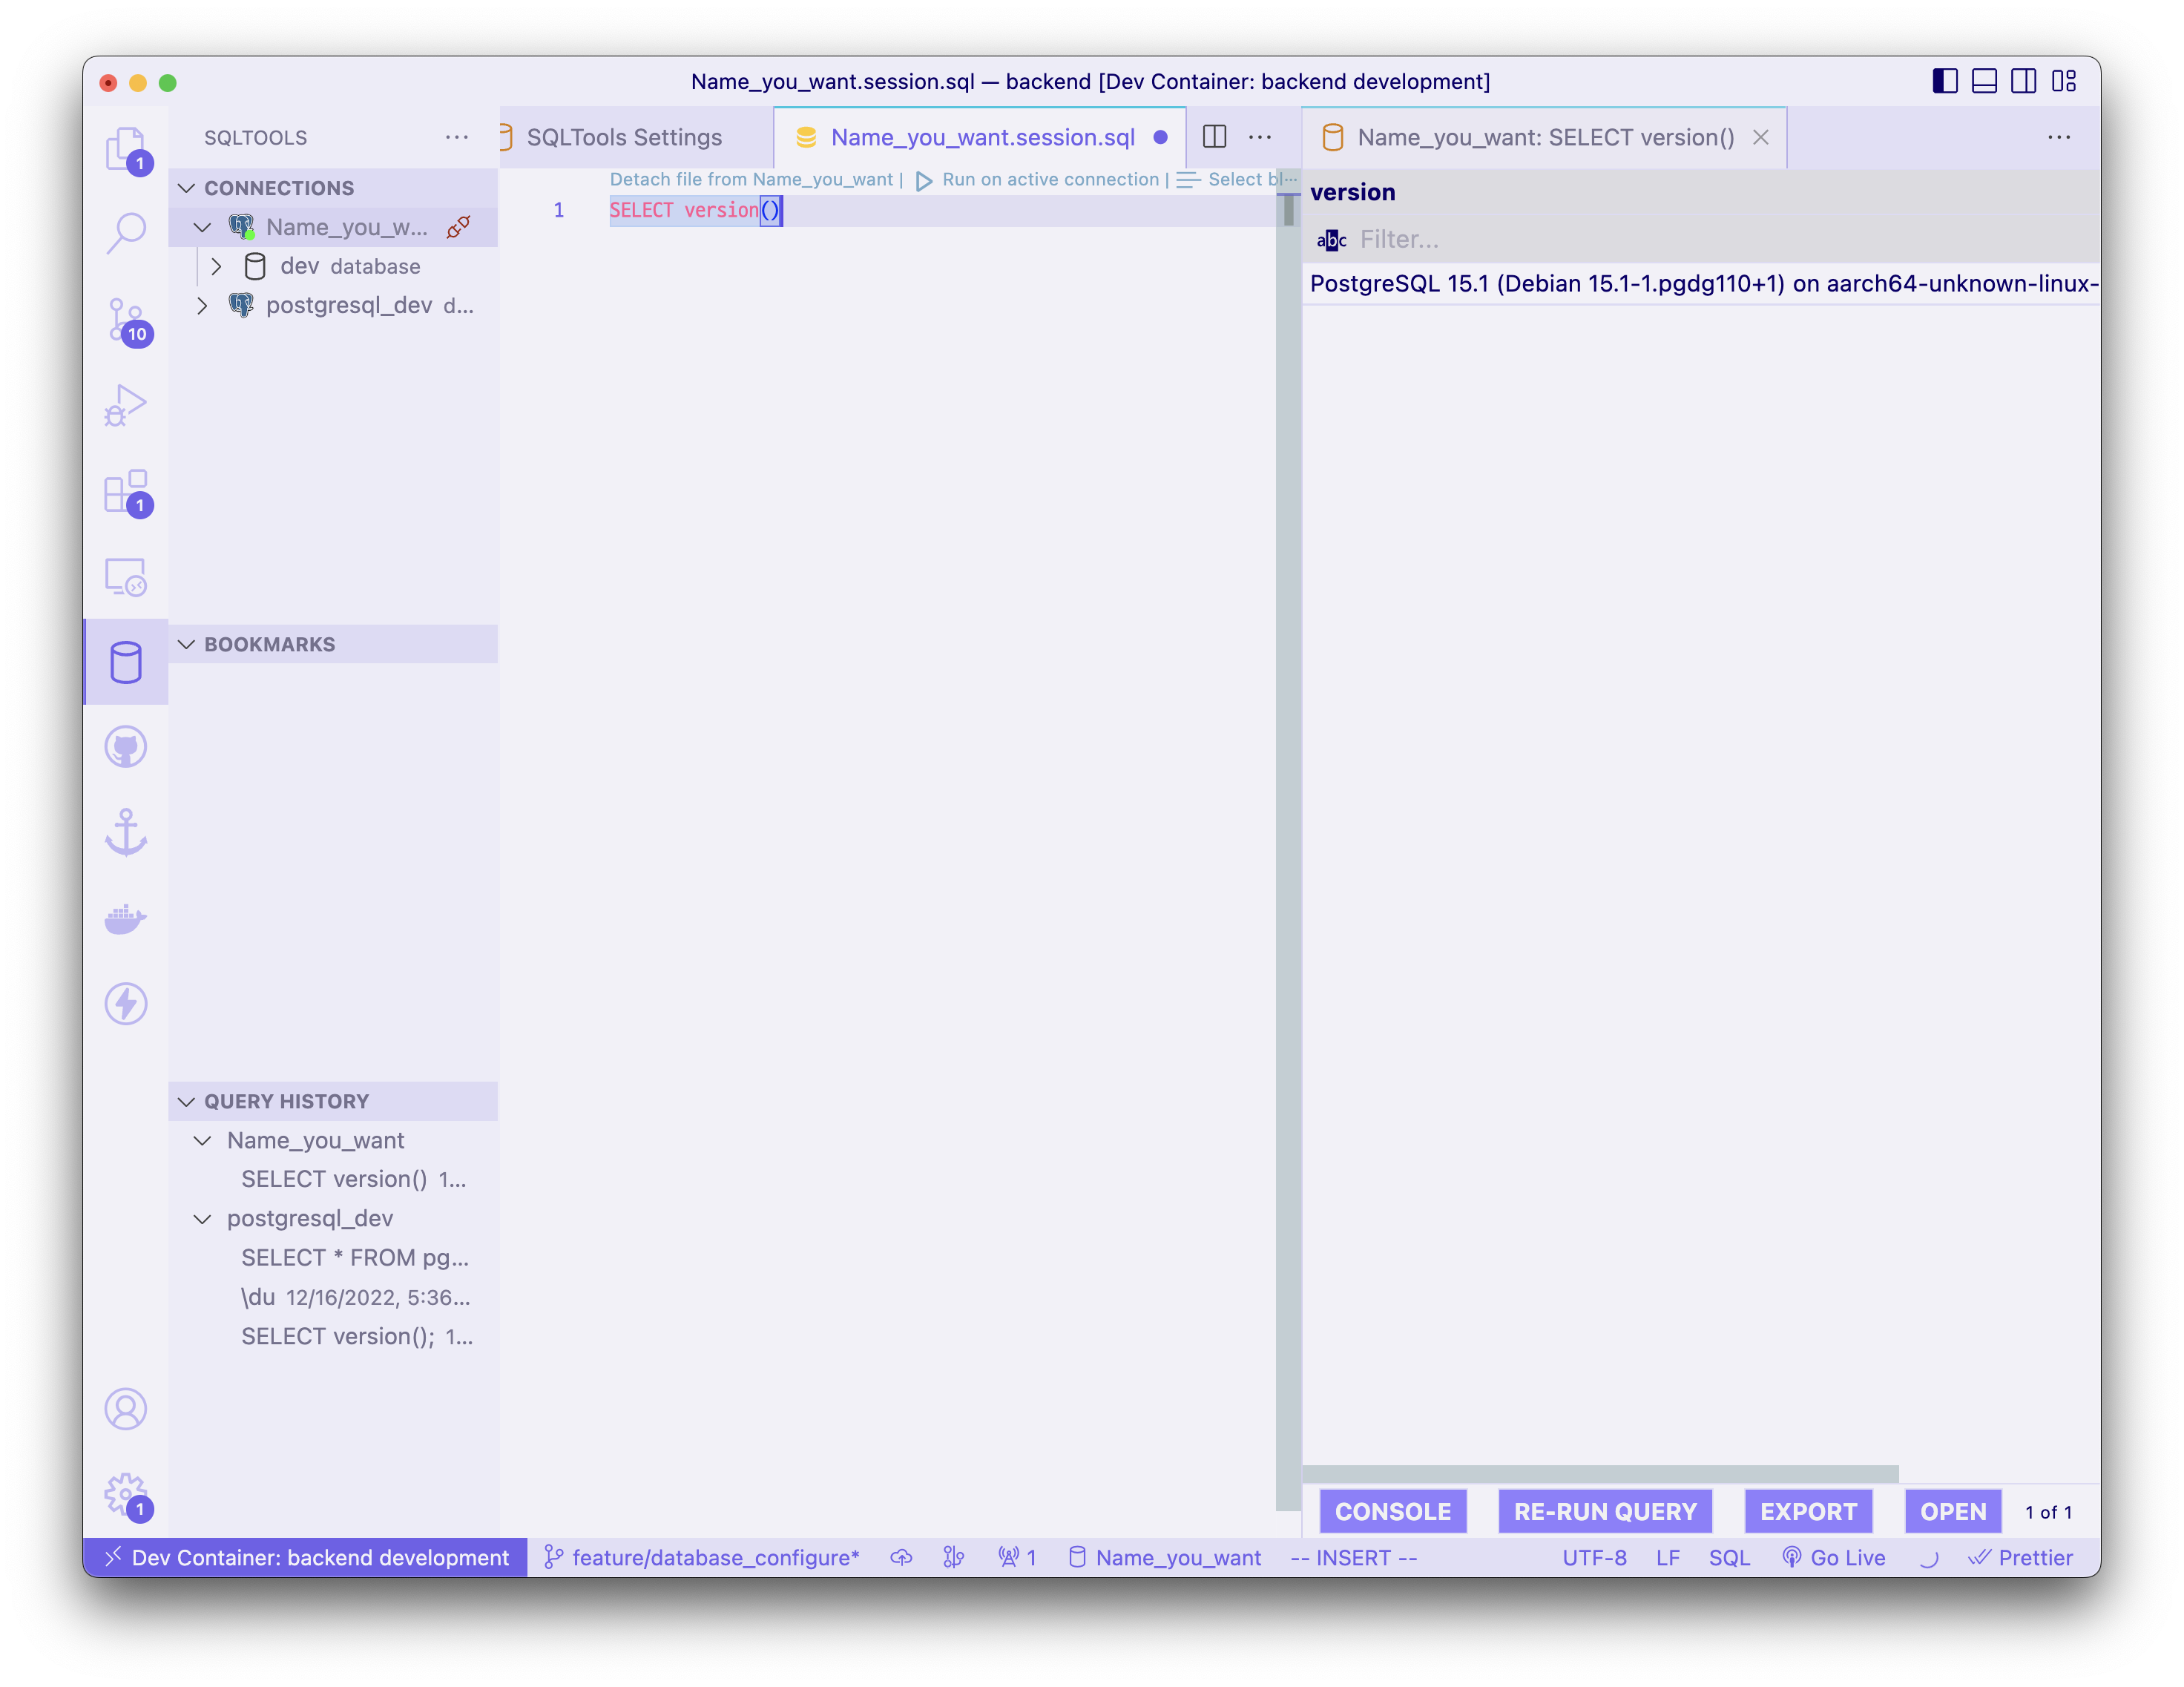 Name_you_want.session.sql — backend [Dev Container: backend development]
SQLTOOLS ···
SQLTools Settings
Name_you_want.session.sql
Name_you_want: SELECT version()
1
CONNECTIONS
Name_you_w...
dev database
postgresql_dev d...
10
1
BOOKMARKS
QUERY HISTORY
Name_you_want
SELECT version() 1...
postgresql_dev
SELECT * FROM pg...
\du 12/16/2022, 5:36...
SELECT version(); 1...
1
Detach file from Name_you_want | Run on active connection | Select bl···
1 SELECT version()
version
abc Filter...
PostgreSQL 15.1 (Debian 15.1-1.pgdg110+1) on aarch64-unknown-linux-
CONSOLE RE-RUN QUERY EXPORT OPEN 1 of 1
Dev Container: backend development feature/database_configure* 1 Name_you_want -- INSERT -- UTF-8 LF SQL Go Live Prettier